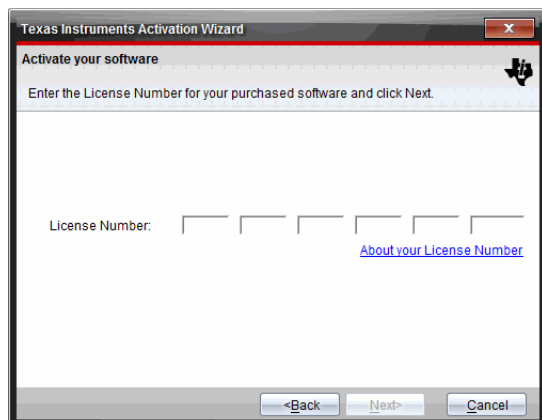 Texas Instruments Activation Wizard
Activate your software
Enter the License Number for your purchased software and click Next.
License Number:
About your License Number
<Back Next> Cancel